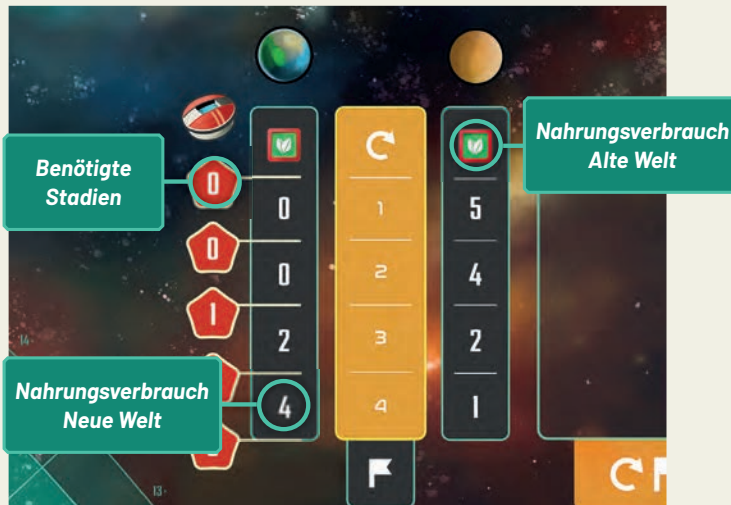 Benötigte
Stadien
Nahrungsverbrauch
Alte Welt
0
0 1 5
0
0 2 4
1
14
2 3 2
Nahrungsverbrauch
Neue Welt
4 4 1
13